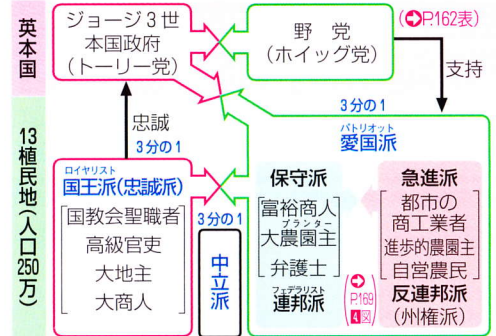 英本国
ジョージ3世
本国政府
(トーリー党)
野 党
(ホイッグ党)
(➲P.162表)
支持
忠誠
13植民地(人口250万)
3分の1
ロイヤリスト
国王派(忠誠派)
国教会聖職者
高級官吏
大地主
大商人
3分の1
中立派
3分の1
パトリオット
愛国派
保守派
富裕商人
プランター
大農園主
弁護士
フェデラリスト
連邦派
➲
P.169
4図
急進派
都市の
商工業者
進歩的農園主
自営農民
反連邦派
(州権派)